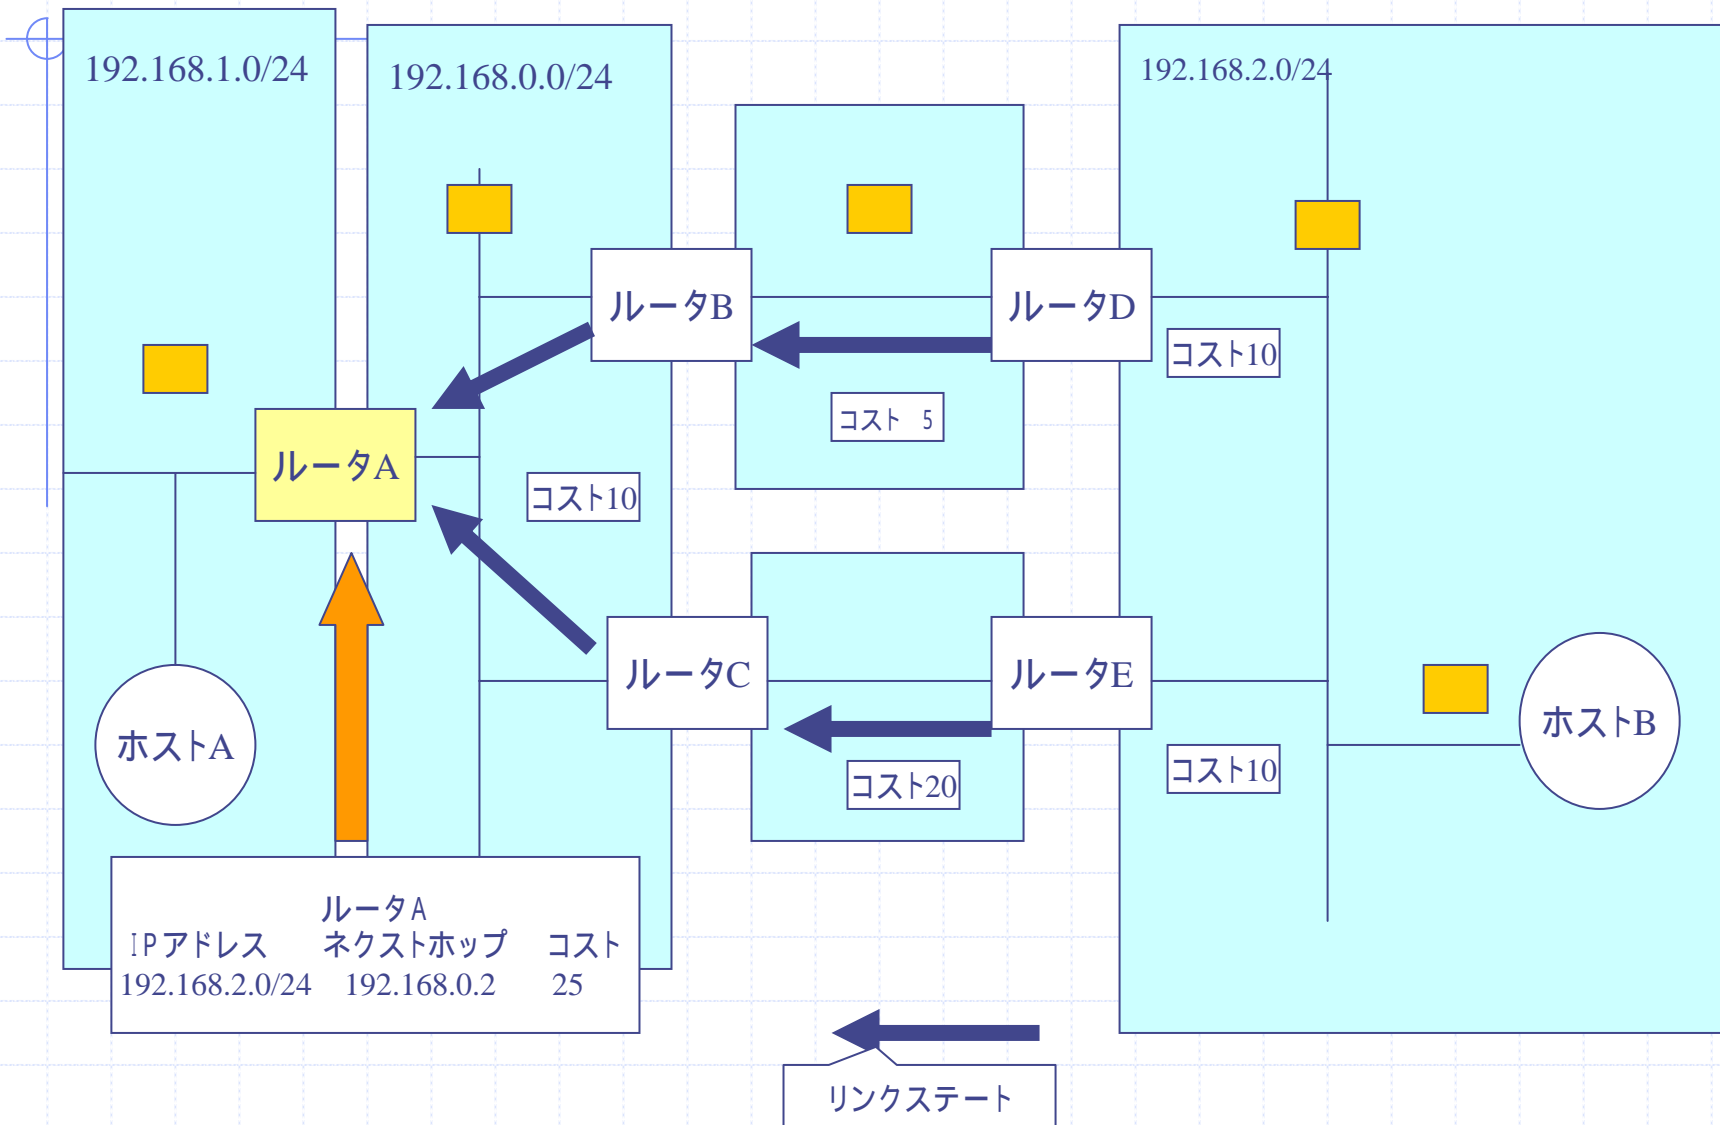 192.168.1.0/24
192.168.0.0/24
192.168.2.0/24
ルータB
ルータD
コスト10
コスト 5
ルータA
コスト10
ルータC
ルータE
ホストA
ホストB
コスト10
コスト20
ルータA
IPアドレス ネクストホップ コスト
192.168.2.0/24 192.168.0.2 25
リンクステート